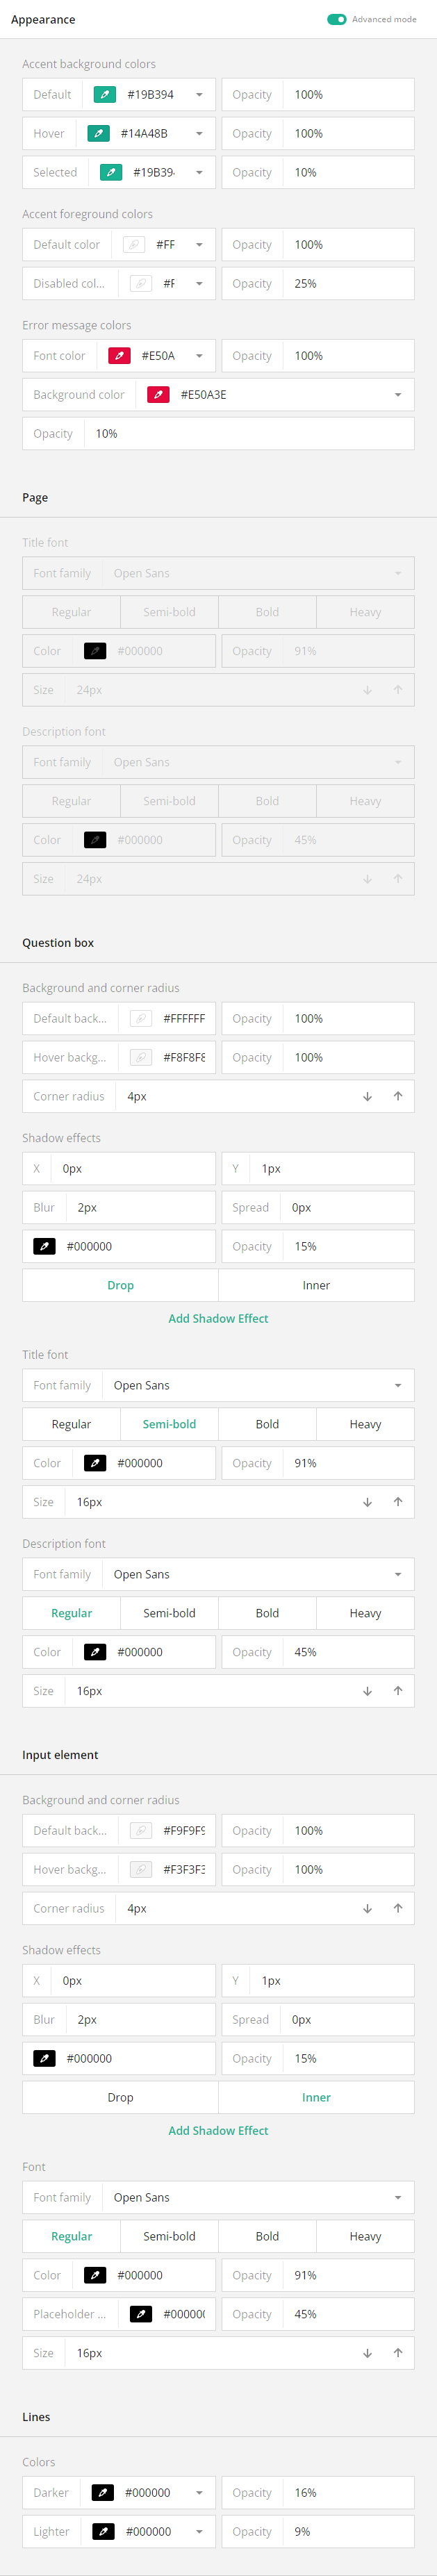 Appearance
Advanced mode
Accent background colors
Default #19B394 Opacity 100%
Hover #14A48B Opacity 100%
Selected #19B39 Opacity 10%
Accent foreground colors
Default color #FF Opacity 100%
Disabled col... #F Opacity 25%
Error message colors
Font color #E50A Opacity 100%
Background color #E50A3E
Opacity 10%
Page
Title font
Font family Open Sans
Regular Semi-bold Bold Heavy
Color #000000 Opacity 91%
Size 24px
Description font
Font family Open Sans
Regular Semi-bold Bold Heavy
Color #000000 Opacity 45%
Size 24px
Question box
Background and corner radius
Default back... #FFFFFF Opacity 100%
Hover backg... #F8F8F8 Opacity 100%
Corner radius 4px
Shadow effects
X 0px Y 1px
Blur 2px Spread 0px
#000000 Opacity 15%
Drop Inner
Add Shadow Effect
Title font
Font family Open Sans
Regular Semi-bold Bold Heavy
Color #000000 Opacity 91%
Size 16px
Description font
Font family Open Sans
Regular Semi-bold Bold Heavy
Color #000000 Opacity 45%
Size 16px
Input element
Background and corner radius
Default back... #F9F9F9 Opacity 100%
Hover backg... #F3F3F3 Opacity 100%
Corner radius 4px
Shadow effects
X 0px Y 1px
Blur 2px Spread 0px
#000000 Opacity 15%
Drop Inner
Add Shadow Effect
Font
Font family Open Sans
Regular Semi-bold Bold Heavy
Color #000000 Opacity 91%
Placeholder ... #000000 Opacity 45%
Size 16px
Lines
Colors
Darker #000000 Opacity 16%
Lighter #000000 Opacity 9%